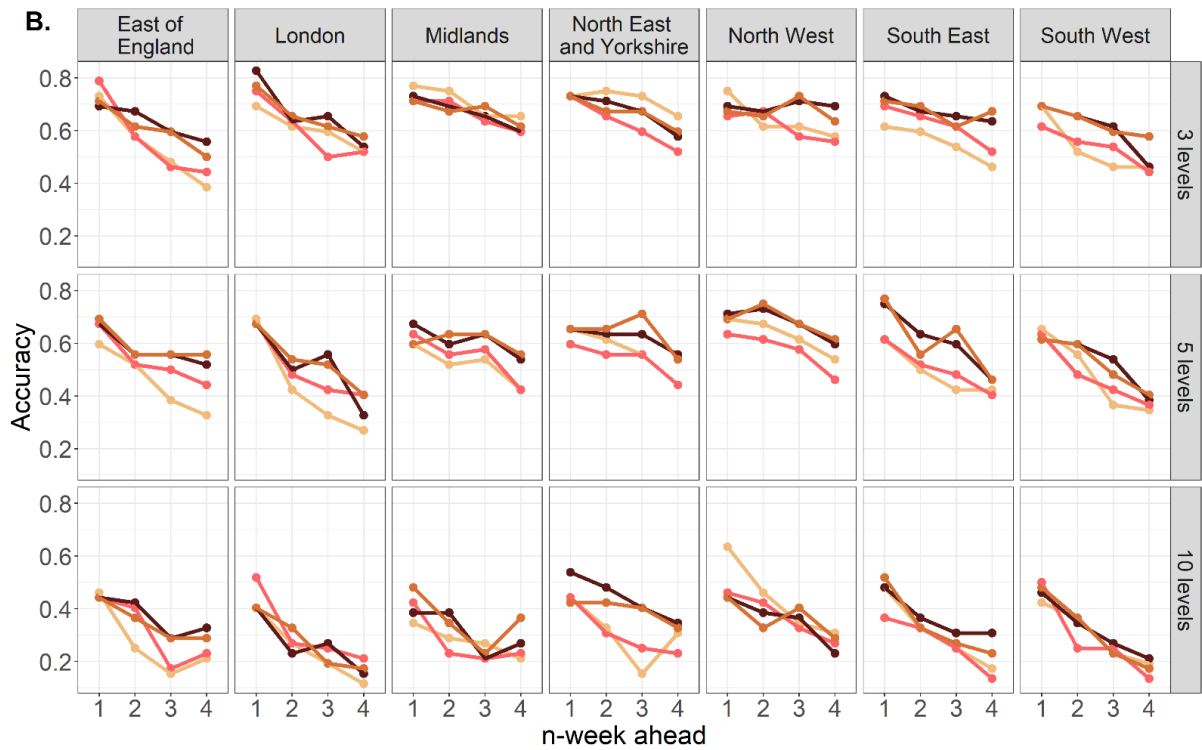 B.
East of
England
London
Midlands
North East
and Yorkshire
North West
South East
South West
0.8
0.6
0.4
0.2
3 levels
Accuracy
0.8
0.6
0.4
0.2
5 levels
0.8
0.6
0.4
0.2
10 levels
1 2 3 4 1 2 3 4 1 2 3 4 1 2 3 4 1 2 3 4 1 2 3 4 1 2 3 4
n-week ahead